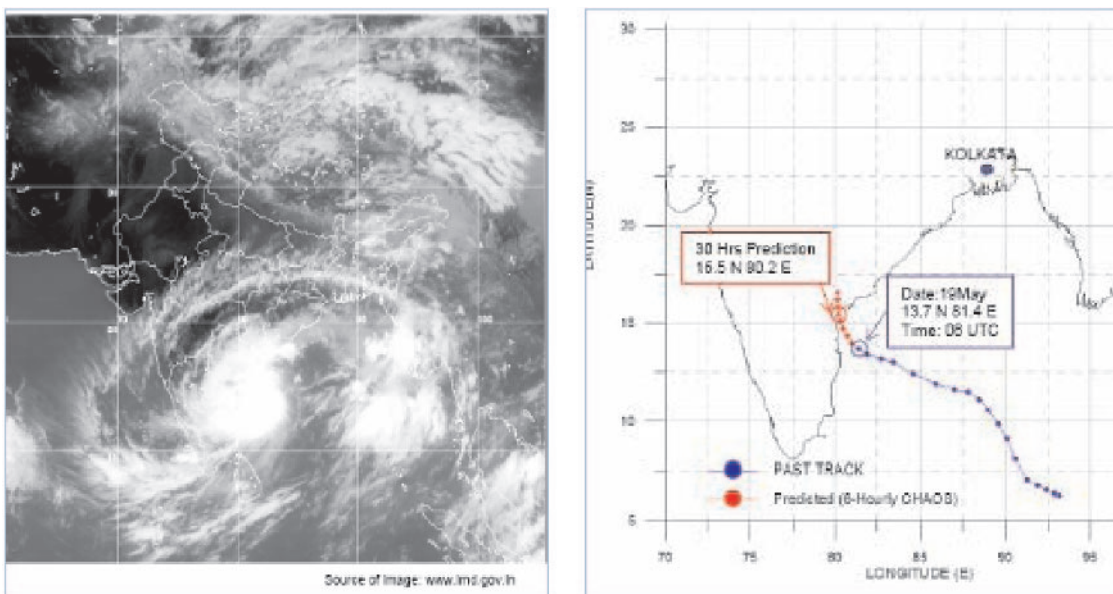 Source of Image: www.imd.gov.in
30
25
20
15
10
5
LATITUDE(N)
KOLKATA
30 Hrs Prediction
15.5 N 80.2 E
Date:19May
13.7 N 81.4 E
Time: 06 UTC
PAST TRACK
Predicted (6-Hourly CHAOS)
70 75 80 85 90 95
LONGITUDE (E)